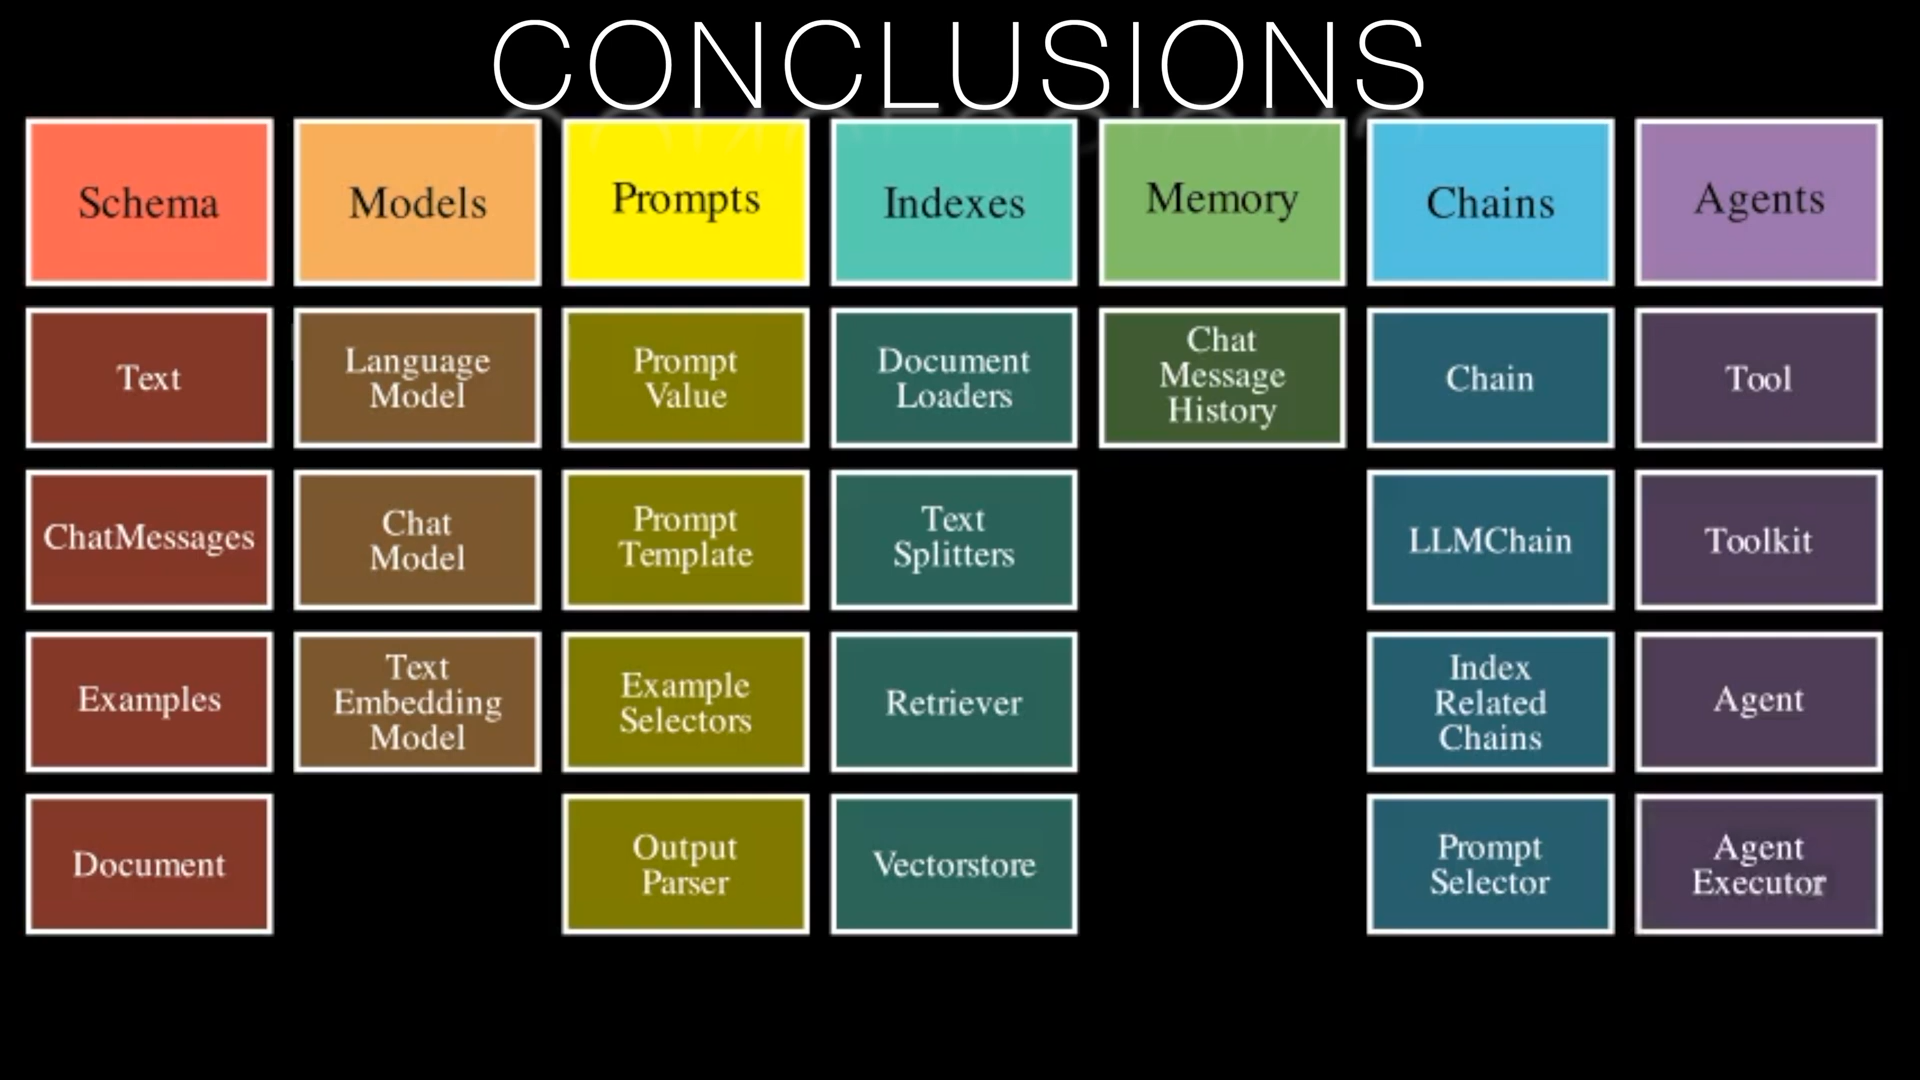 CONCLUSIONS
Schema
Models
Prompts
Indexes
Memory
Chains
Agents
Text
Language
Model
Prompt
Value
Document
Loaders
Chat
Message
History
Chain
Tool
ChatMessages
Chat
Model
Prompt
Template
Text
Splitters
LLMChain
Toolkit
Examples
Text
Embedding
Model
Example
Selectors
Retriever
Index
Related
Chains
Agent
Document
Output
Parser
Vectorstore
Prompt
Selector
Agent
Executor